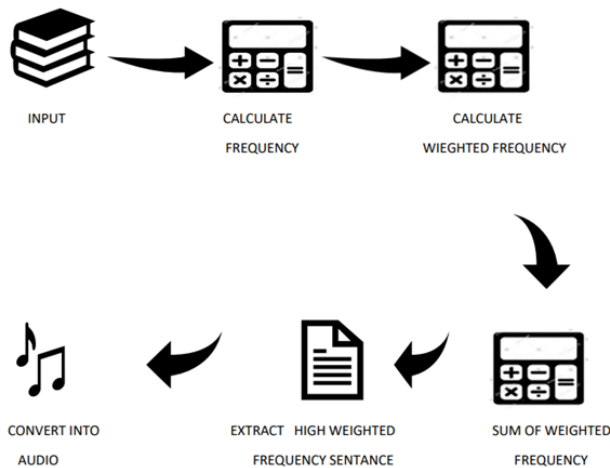 INPUT
CALCULATE
FREQUENCY
CALCULATE
WIEGHTED FREQUENCY
SUM OF WEIGHTED
FREQUENCY
EXTRACT HIGH WEIGHTED
FREQUENCY SENTANCE
CONVERT INTO
AUDIO